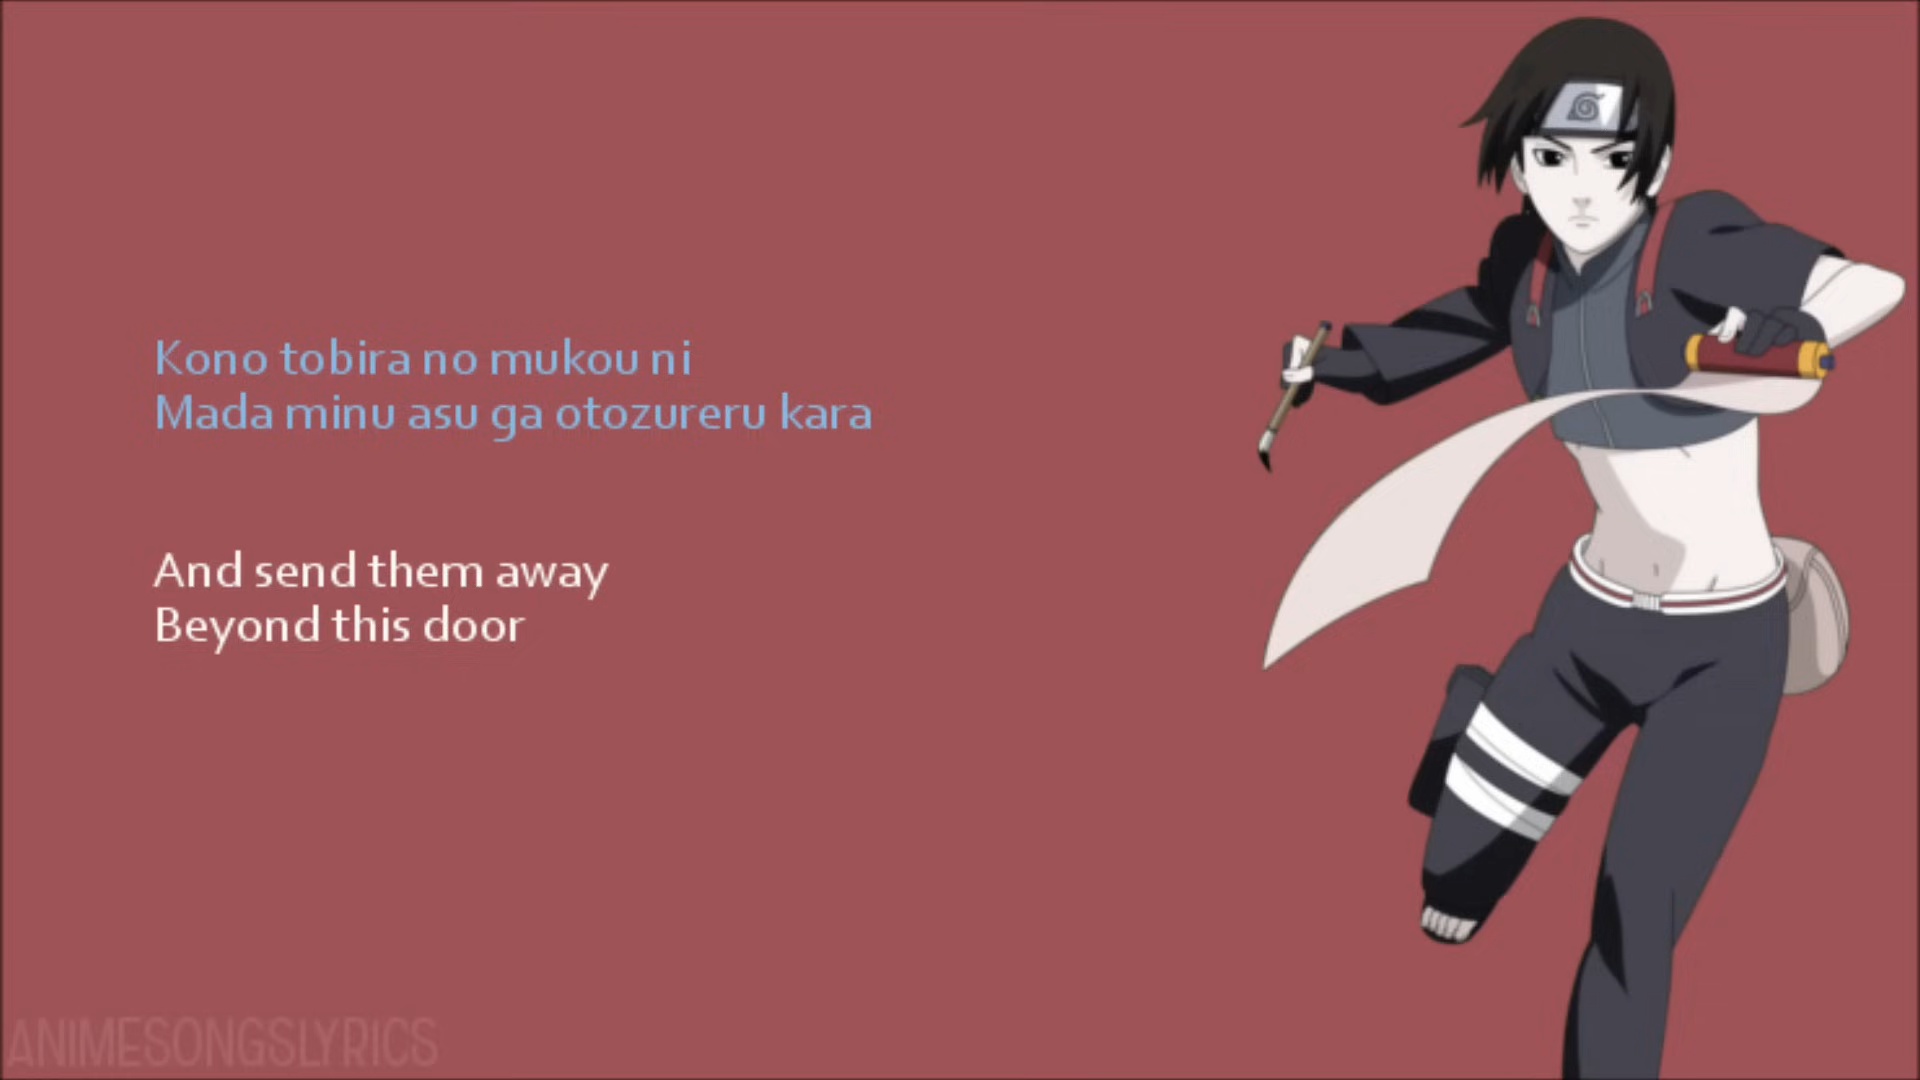 Kono tobira no mukou ni
Mada minu asu ga otozureru kara
And send them away
Beyond this door
ANIMESONGSLYRICS